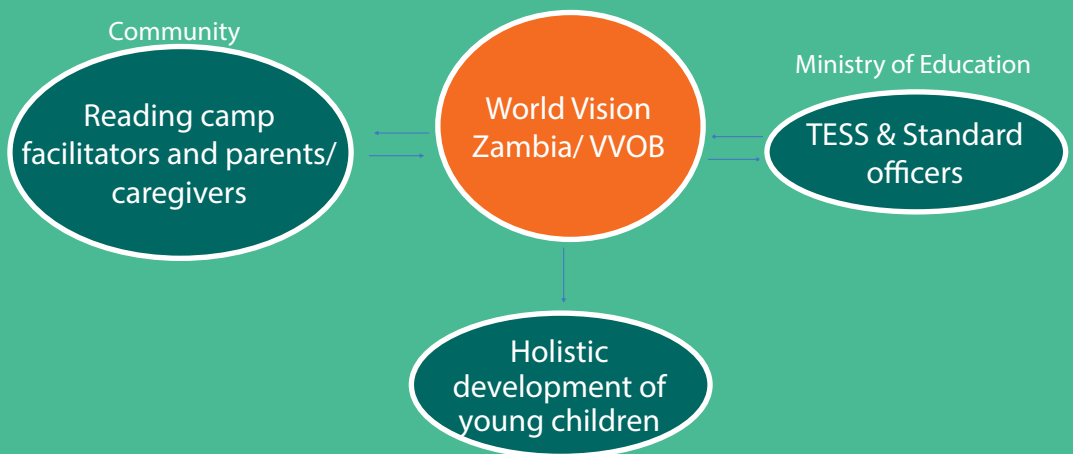 Community
Reading camp
facilitators and parents/
caregivers
World Vision
Zambia/ VVOB
Ministry of Education
TESS & Standard
officers
Holistic
development of
young children